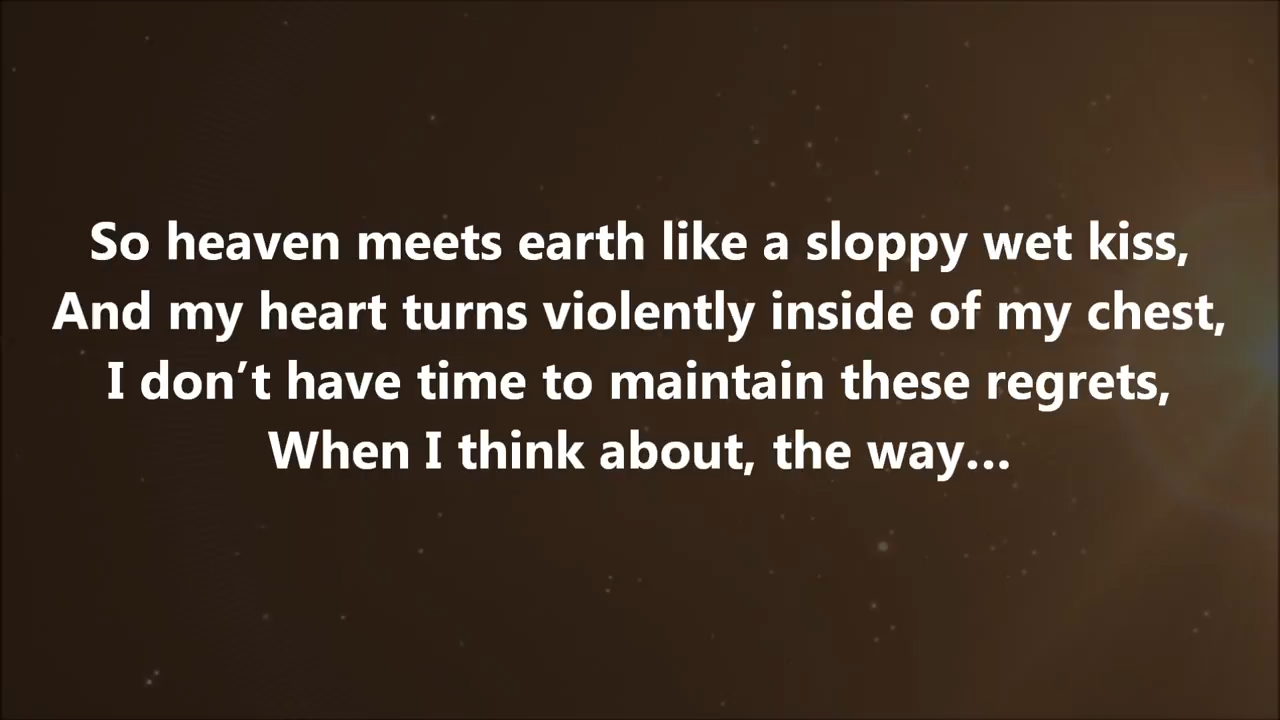 So heaven meets earth like a sloppy wet kiss,
And my heart turns violently inside of my chest,
I don’t have time to maintain these regrets,
When I think about, the way…